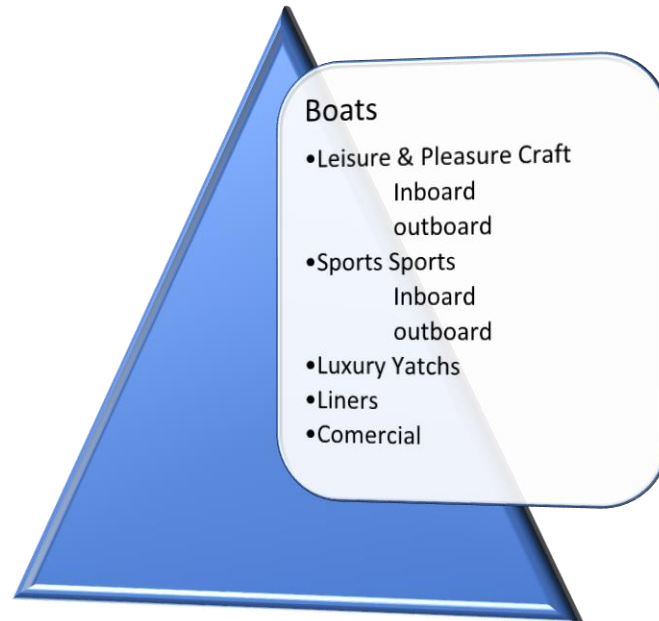 Boats
•Leisure & Pleasure Craft
Inboard
outboard
•Sports Sports
Inboard
outboard
•Luxury Yatchs
•Liners
•Comercial